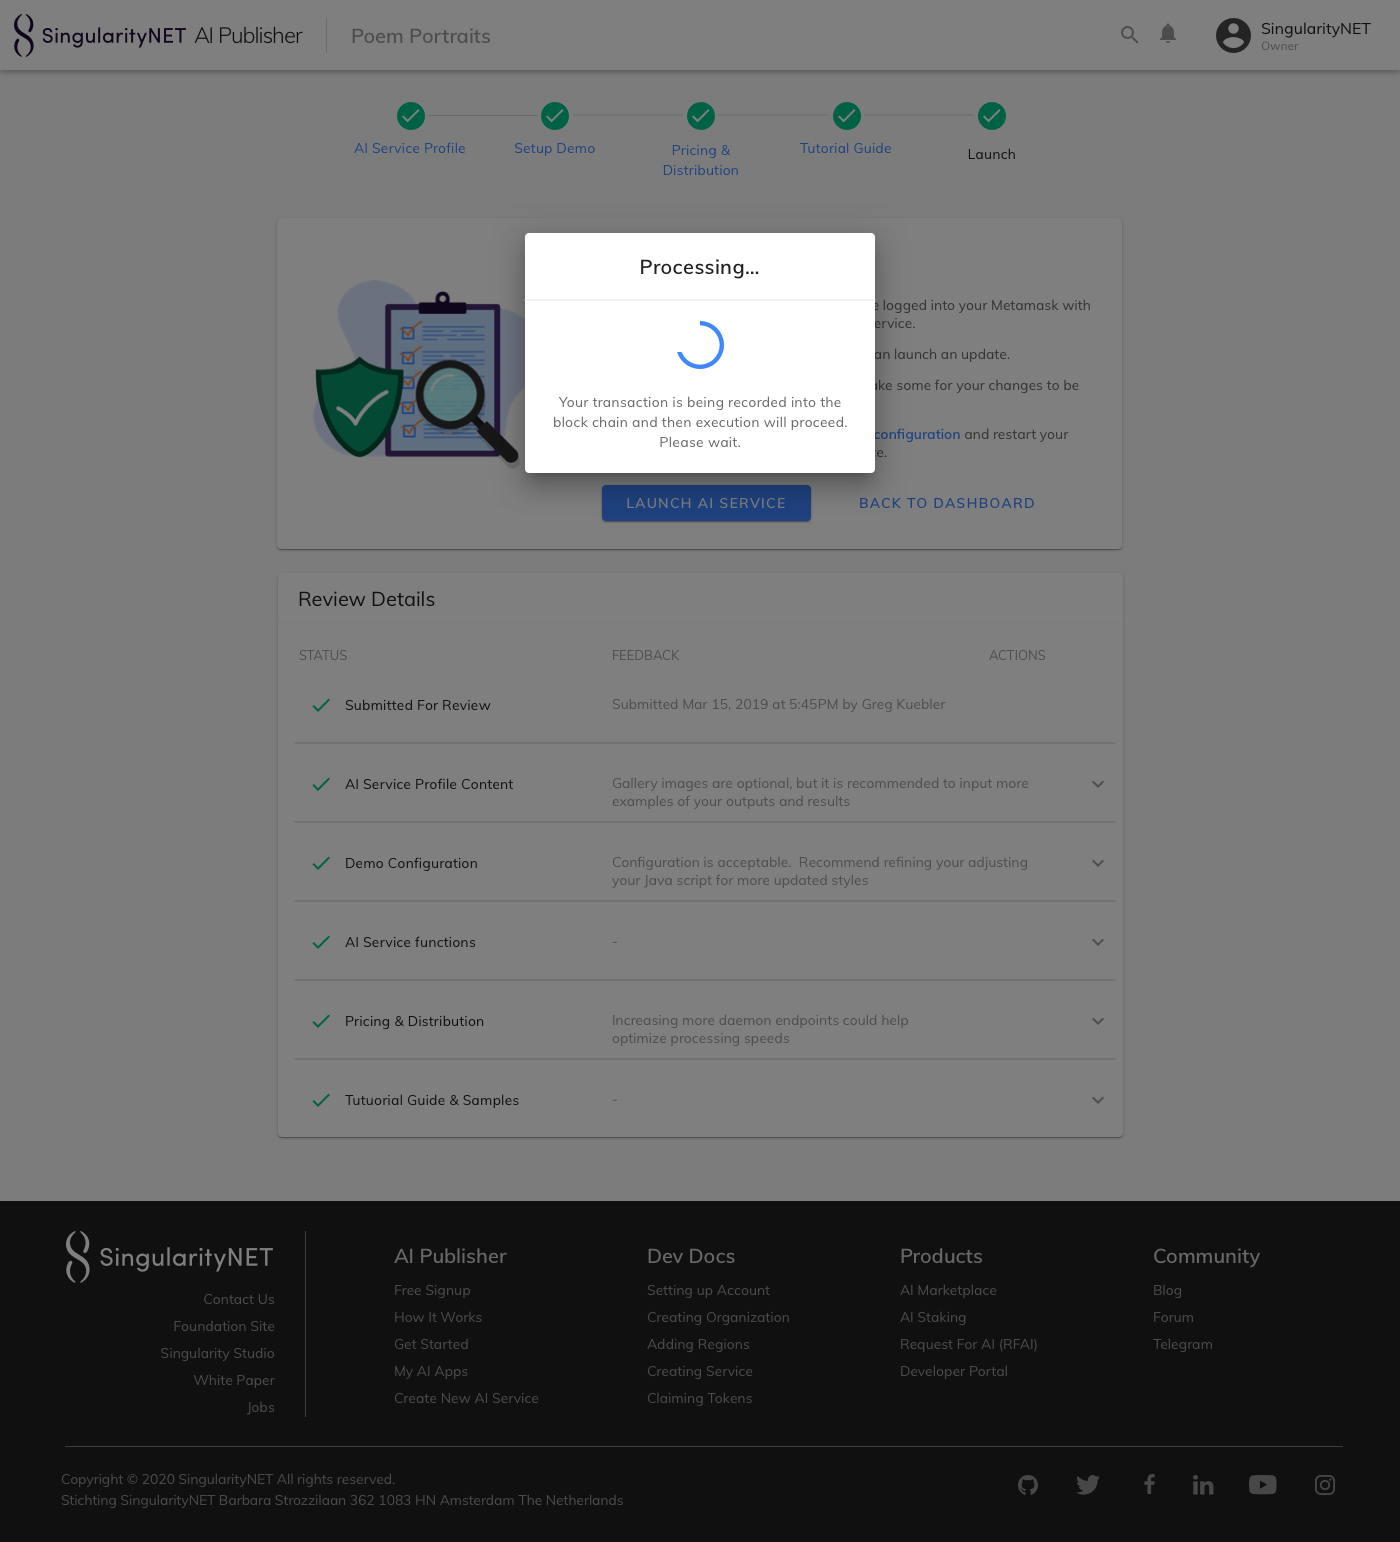 SingularityNET AI Publisher
Poem Portraits
SingularityNET
Owner
AI Service Profile
Setup Demo
Pricing &
Distribution
Tutorial Guide
Launch
Processing...
Your transaction is being recorded into the
block chain and then execution will proceed.
Please wait.
logged into your Metamask with
launch an update.
some for your changes to be
configuration and restart your
LAUNCH AI SERVICE
BACK TO DASHBOARD
Review Details
STATUS
FEEDBACK
ACTIONS
Submitted For Review
Submitted Mar 15, 2019 at 5:45PM by Greg Kuebler
AI Service Profile Content
Gallery images are optional, but it is recommended to input more
examples of your outputs and results
Demo Configuration
Configuration is acceptable.  Recommend refining your adjusting
your Java script for more updated styles
AI Service functions
-
Pricing & Distribution
Increasing more daemon endpoints could help
optimize processing speeds
Tutuorial Guide & Samples
-
SingularityNET
Contact Us
Foundation Site
Singularity Studio
White Paper
Jobs
AI Publisher
Free Signup
How It Works
Get Started
My AI Apps
Create New AI Service
Dev Docs
Setting up Account
Creating Organization
Adding Regions
Creating Service
Claiming Tokens
Products
AI Marketplace
AI Staking
Request For AI (RFAI)
Developer Portal
Community
Blog
Forum
Telegram
Copyright © 2020 SingularityNET All rights reserved.
Stichting SingularityNET Barbara Strozzilaan 362 1083 HN Amsterdam The Netherlands